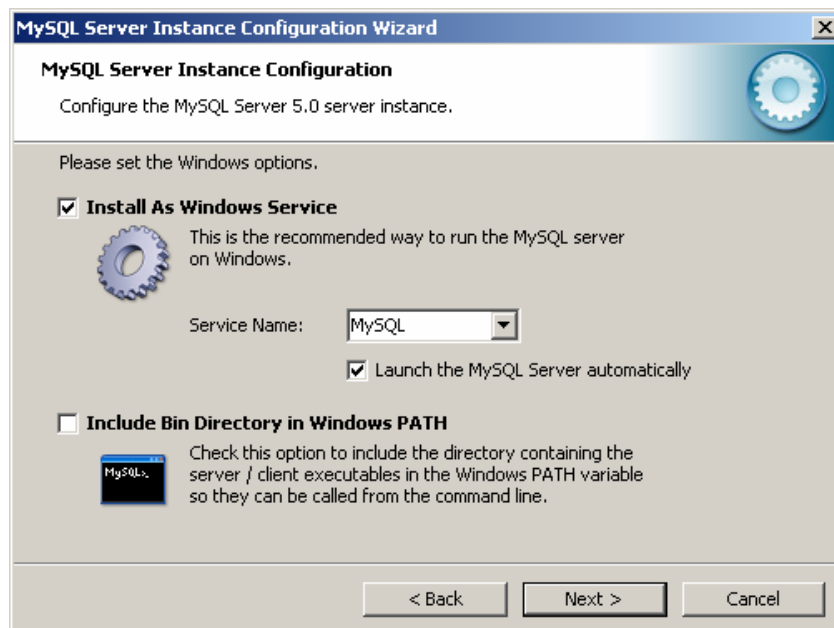 MySQL Server Instance Configuration Wizard
MySQL Server Instance Configuration
Configure the MySQL Server 5.0 server instance.
Please set the Windows options.
Install As Windows Service
This is the recommended way to run the MySQL server
on Windows.
Service Name: MySQL
Launch the MySQL Server automatically
Include Bin Directory in Windows PATH
MySQL>_
Check this option to include the directory containing the
server / client executables in the Windows PATH variable
so they can be called from the command line.
< Back Next > Cancel